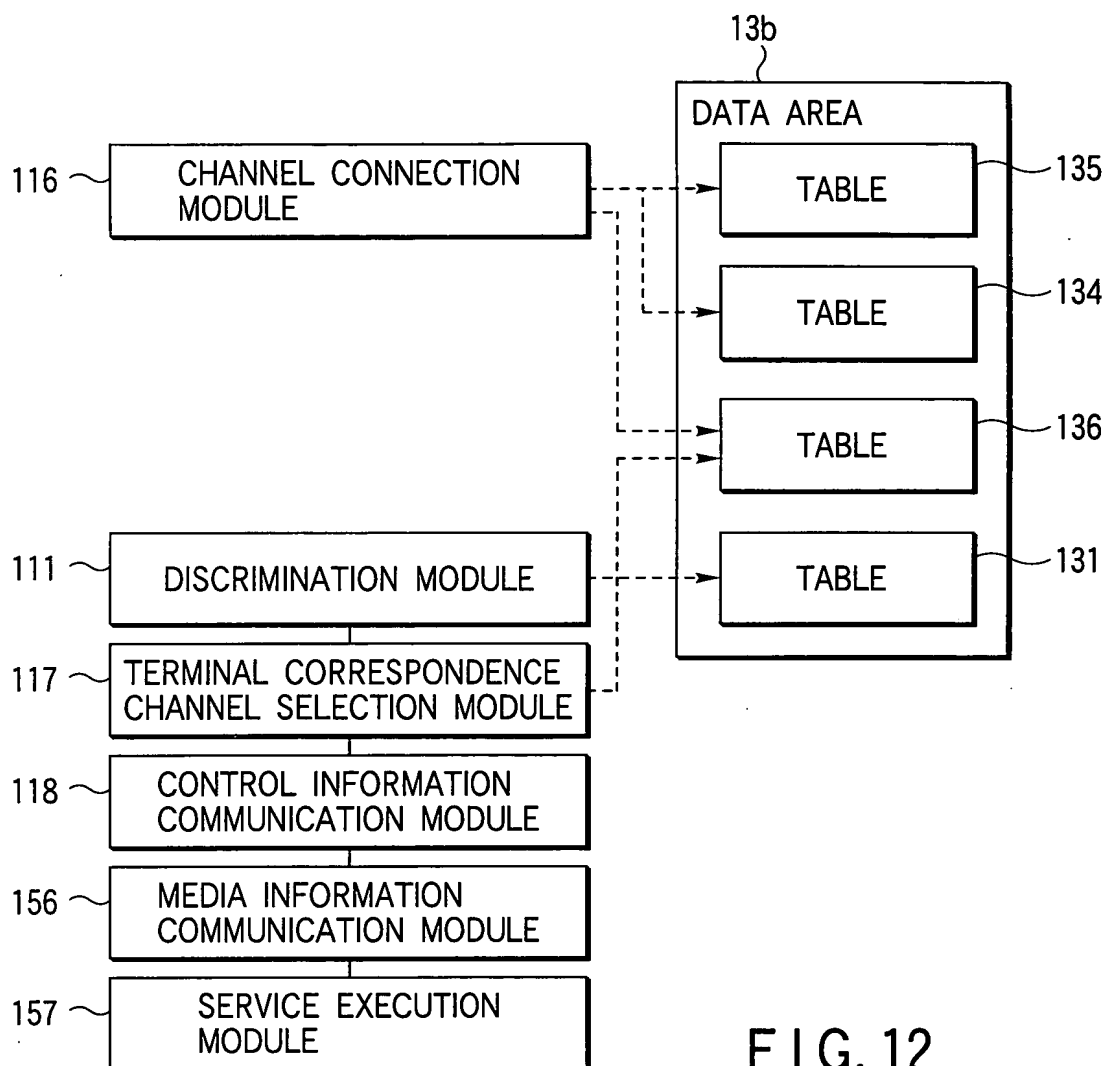 13b
DATA AREA
116
CHANNEL CONNECTION
MODULE
TABLE
135
TABLE
134
TABLE
136
111
DISCRIMINATION MODULE
TABLE
131
117
TERMINAL CORRESPONDENCE
CHANNEL SELECTION MODULE
118
CONTROL INFORMATION
COMMUNICATION MODULE
156
MEDIA INFORMATION
COMMUNICATION MODULE
157
SERVICE EXECUTION
MODULE
FIG. 12